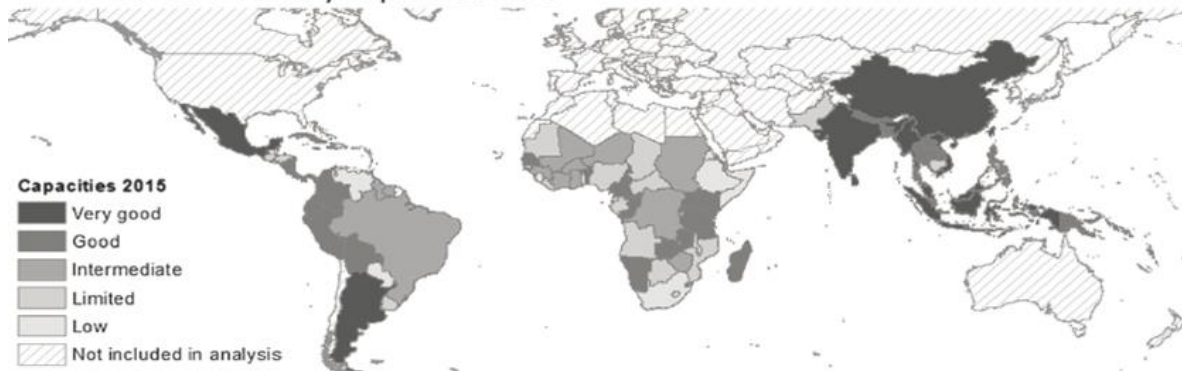 Capacities 2015
Very good
Good
Intermediate
Limited
Low
Not included in analysis